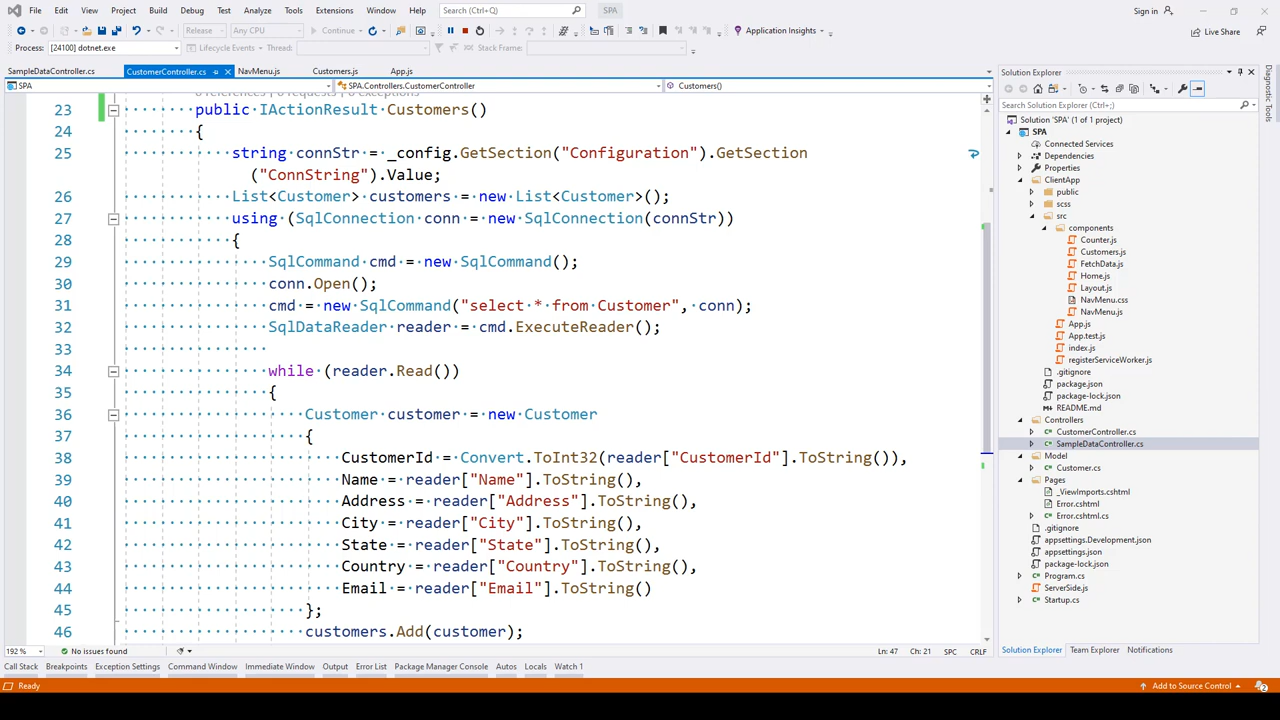 File Edit View Project Build Debug Test Analyze Tools Extensions Window Help Search (Ctrl+Q) SPA Sign in
Release Any CPU Continue Application Insights Live Share
Process: [24100] dotnet.exe Lifecycle Events Thread: Stack Frame:
SampleDataController.cs CustomerController.cs NavMenu.js Customers.js App.js
SPA SPA.Controllers.CustomerController Customers()
0 references | 0 requests | 0 exceptions
23 public IActionResult Customers()
24 {
25 string connStr = _config.GetSection("Configuration").GetSection
("ConnString").Value;
26 List<Customer> customers = new List<Customer>();
27 using (SqlConnection conn = new SqlConnection(connStr))
28 {
29 SqlCommand cmd = new SqlCommand();
30 conn.Open();
31 cmd = new SqlCommand("select * from Customer", conn);
32 SqlDataReader reader = cmd.ExecuteReader();
33
34 while (reader.Read())
35 {
36 Customer customer = new Customer
37 {
38 CustomerId = Convert.ToInt32(reader["CustomerId"].ToString()),
39 Name = reader["Name"].ToString(),
40 Address = reader["Address"].ToString(),
41 City = reader["City"].ToString(),
42 State = reader["State"].ToString(),
43 Country = reader["Country"].ToString(),
44 Email = reader["Email"].ToString()
45 };
46 customers.Add(customer);
192 % No issues found Ln: 47 Ch: 21 SPC CRLF
Call Stack Breakpoints Exception Settings Command Window Immediate Window Output Error List Package Manager Console Autos Locals Watch 1
Ready Add to Source Control 2
Solution Explorer
Search Solution Explorer (Ctrl+;)
Solution 'SPA' (1 of 1 project)
SPA
Connected Services
Dependencies
Properties
ClientApp
public
scss
src
components
Counter.js
Customers.js
FetchData.js
Home.js
Layout.js
NavMenu.css
NavMenu.js
App.js
App.test.js
index.js
registerServiceWorker.js
.gitignore
package.json
package-lock.json
README.md
Controllers
CustomerController.cs
SampleDataController.cs
Model
Customer.cs
Pages
_ViewImports.cshtml
Error.cshtml
Error.cshtml.cs
.gitignore
appsettings.Development.json
appsettings.json
package-lock.json
Program.cs
ServerSide.js
Startup.cs
Solution Explorer Team Explorer Notifications
Diagnostic Tools